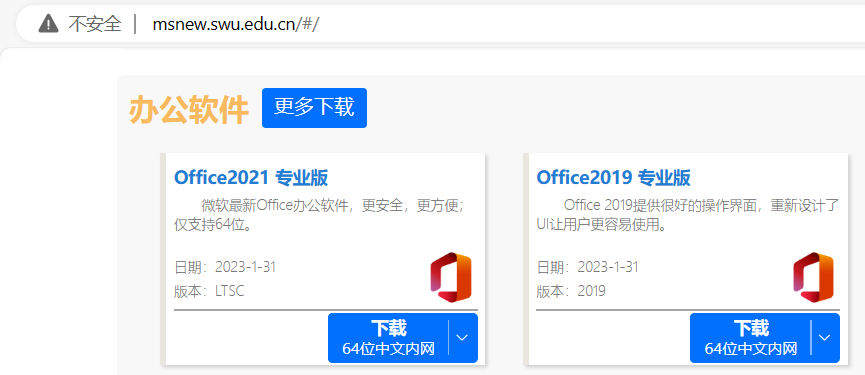 不安全 | msnew.swu.edu.cn/#/
办公软件 更多下载
Office2021 专业版
微软最新Office办公软件，更安全，更方便；
仅支持64位。
日期：2023-1-31
版本：LTSC
下载
64位中文内网
Office2019 专业版
Office 2019提供很好的操作界面，重新设计了
UI让用户更容易使用。
日期：2023-1-31
版本：2019
下载
64位中文内网